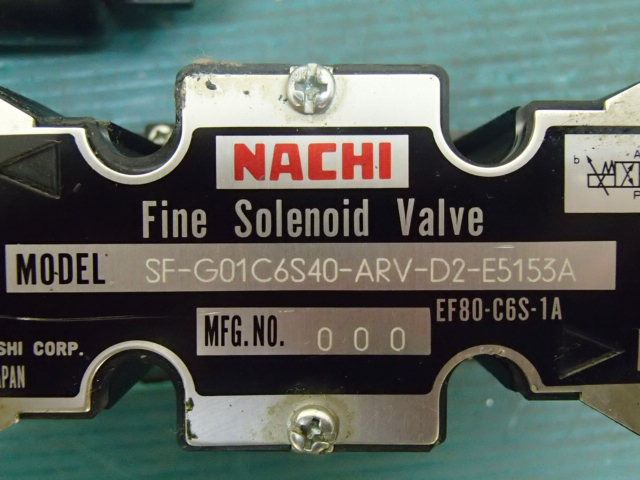 NACHI
b A
P
Fine Solenoid Valve
MODEL SF-G01C6S40-ARV-D2-E5153A
EF80-C6S-1A
MFG.NO. 000
SHI CORP.
APAN